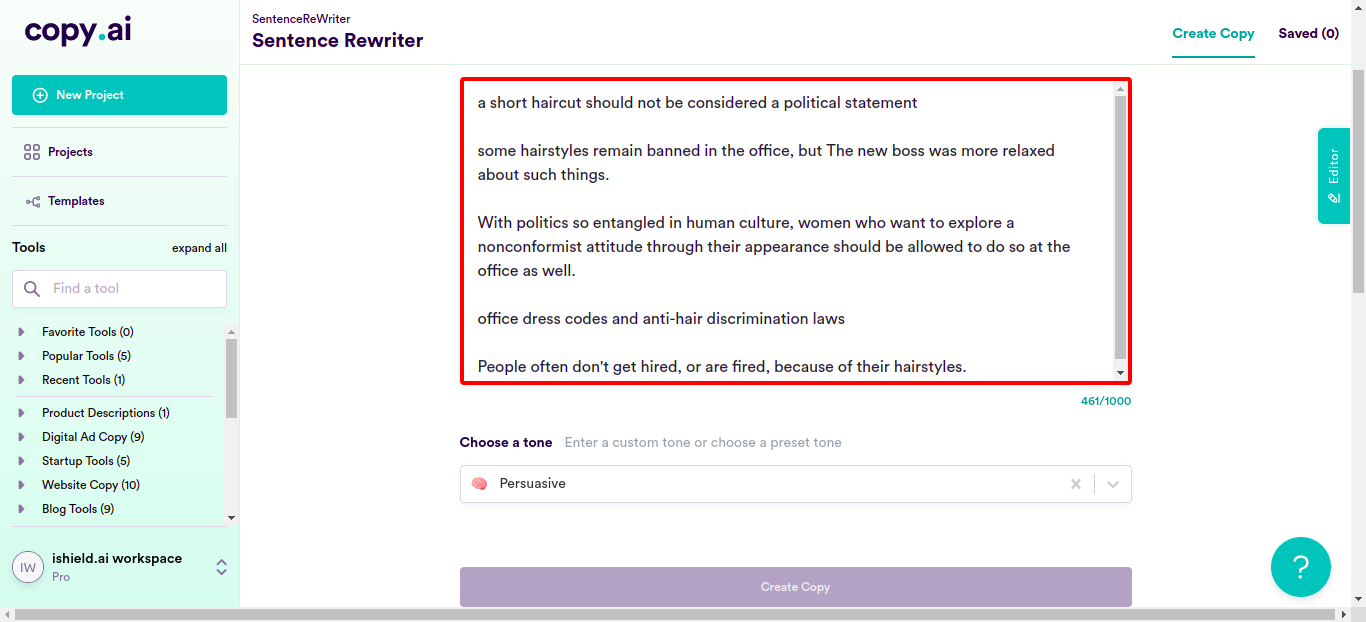 copy.ai
New Project
Projects
Templates
Tools
expand all
Find a tool
Favorite Tools (0)
Popular Tools (5)
Recent Tools (1)
Product Descriptions (1)
Digital Ad Copy (9)
Startup Tools (5)
Website Copy (10)
Blog Tools (9)
IW
ishield.ai workspace
Pro
SentenceReWriter
Sentence Rewriter
Create Copy
Saved (0)
a short haircut should not be considered a political statement
some hairstyles remain banned in the office, but The new boss was more relaxed
about such things.
With politics so entangled in human culture, women who want to explore a
nonconformist attitude through their appearance should be allowed to do so at the
office as well.
office dress codes and anti-hair discrimination laws
People often don't get hired, or are fired, because of their hairstyles.
461/1000
Choose a tone Enter a custom tone or choose a preset tone
Persuasive
Create Copy
Editor
?